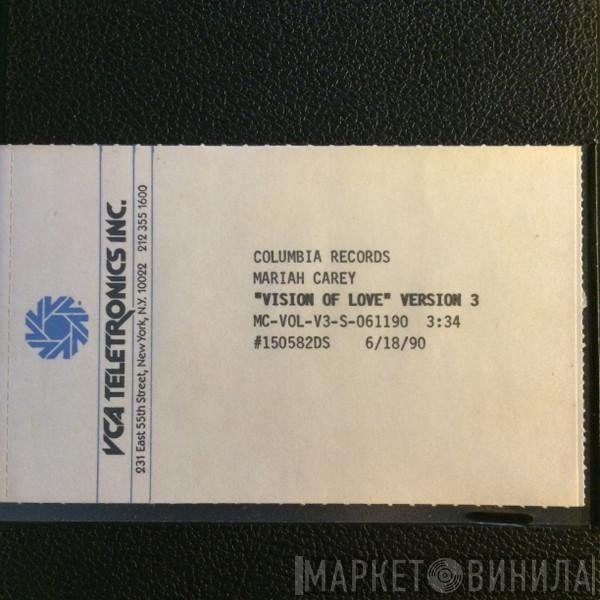 VCA TELETRONICS INC.
231 East 55th Street, New York, N.Y. 10022 212 355 1600
COLUMBIA RECORDS
MARIAH CAREY
"VISION OF LOVE" VERSION 3
MC-VOL-V3-S-061190 3:34
#150582DS 6/18/90
МАРКЕТ ВИНИЛА